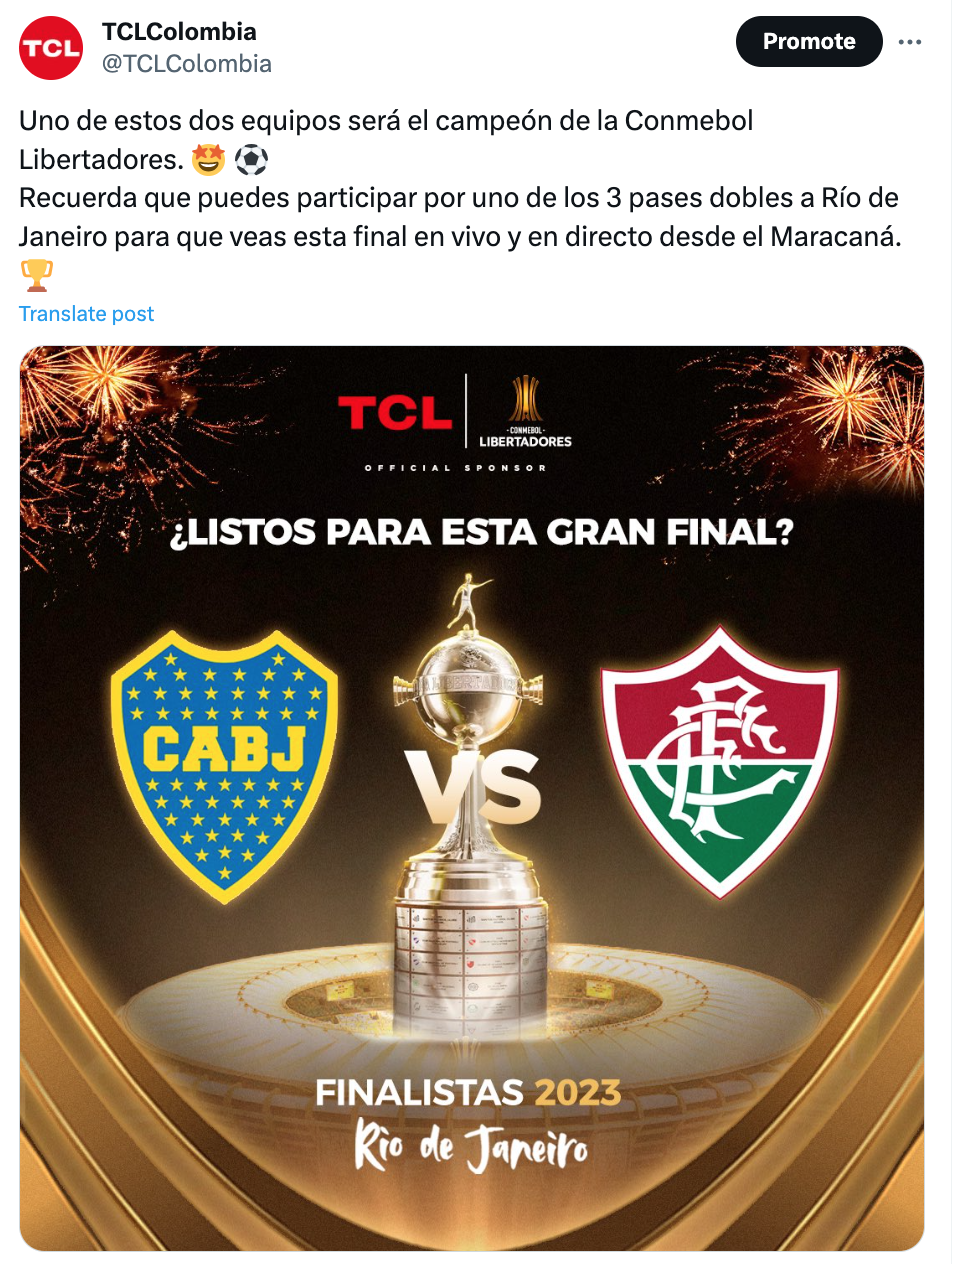 TCL
TCLColombia
@TCLColombia
Promote
Uno de estos dos equipos será el campeón de la Conmebol
Libertadores. 🤩 ⚽
Recuerda que puedes participar por uno de los 3 pases dobles a Río de
Janeiro para que veas esta final en vivo y en directo desde el Maracaná.
🏆
Translate post
TCL
·CONMEBOL·
LIBERTADORES
OFFICIAL SPONSOR
¿LISTOS PARA ESTA GRAN FINAL?
CABJ
VS
FFC
FINALISTAS 2023
Río de Janeiro